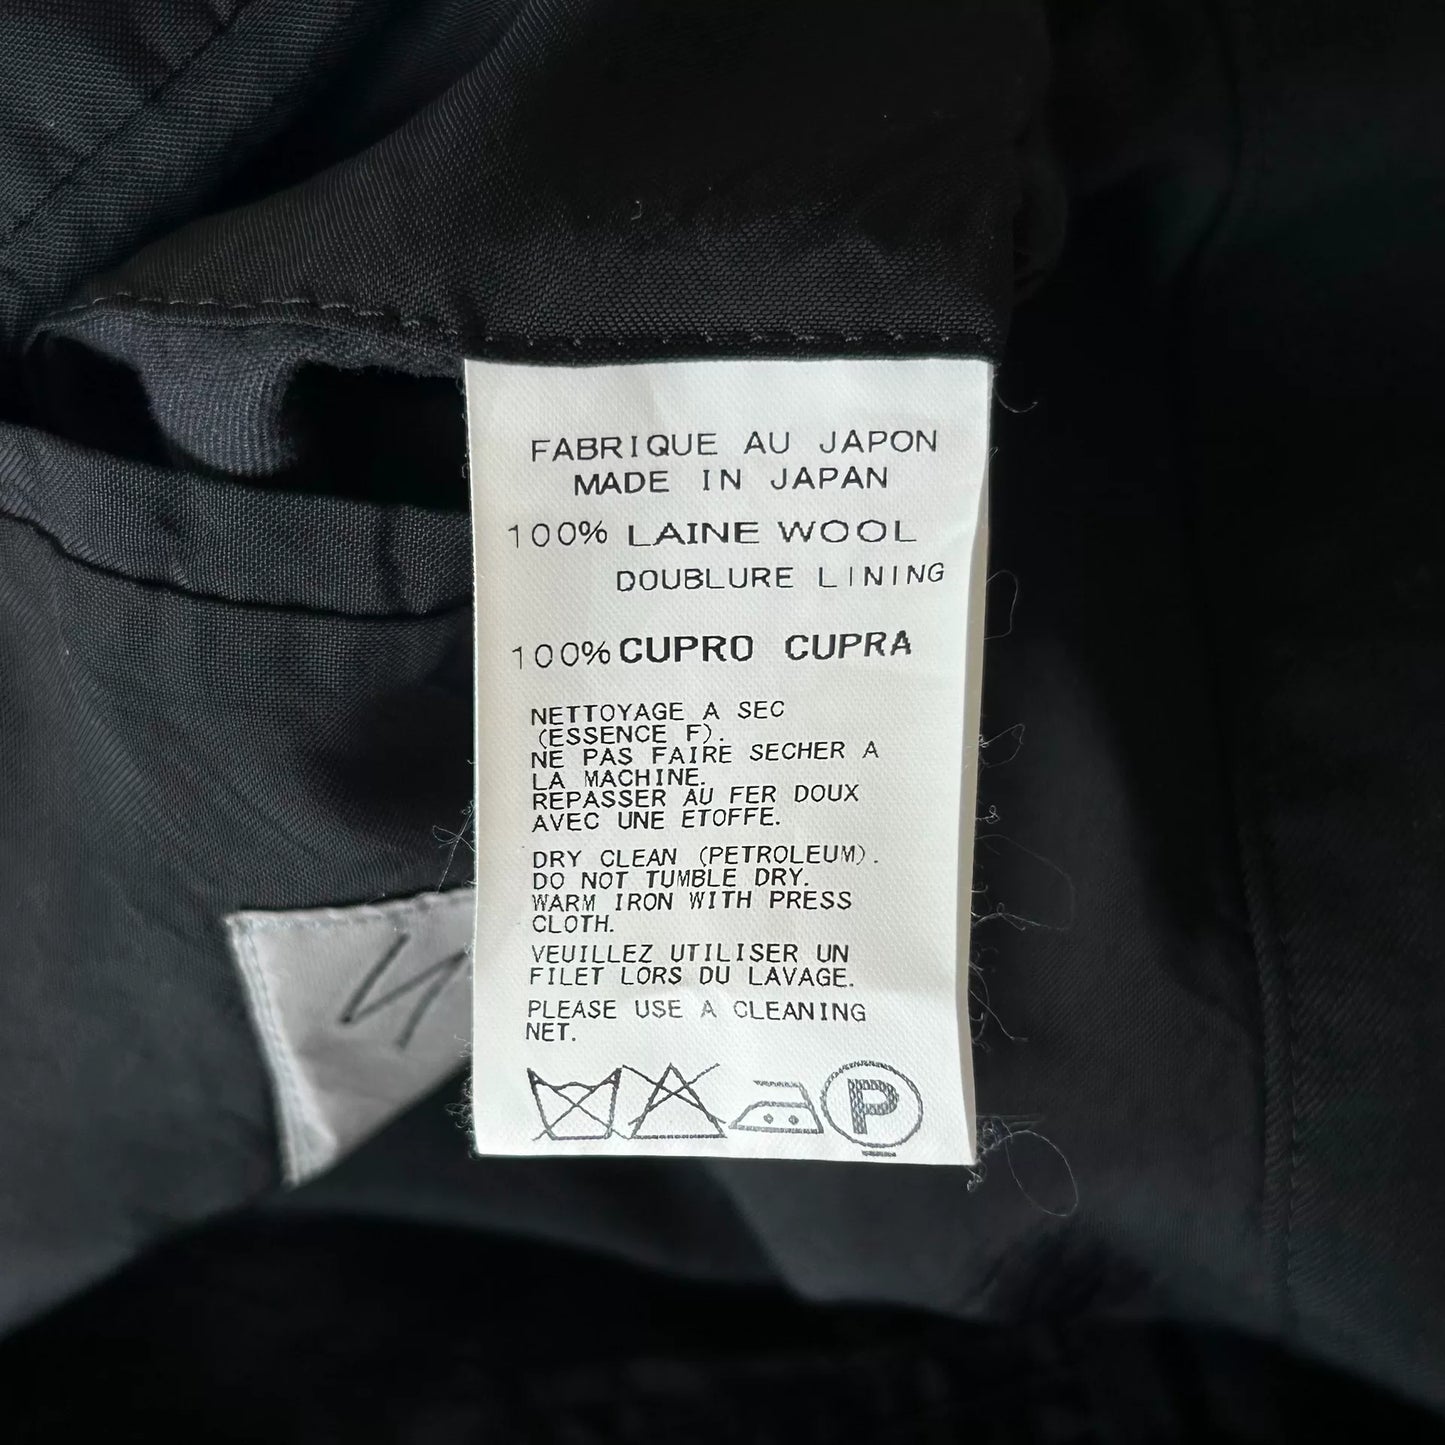 FABRIQUE AU JAPON
MADE IN JAPAN
100% LAINE WOOL
DOUBLURE LINING
100% CUPRO CUPRA
NETTOYAGE A SEC
(ESSENCE F).
NE PAS FAIRE SECHER A
LA MACHINE.
REPASSER AU FER DOUX
AVEC UNE ETOFFE.
DRY CLEAN (PETROLEUM).
DO NOT TUMBLE DRY.
WARM IRON WITH PRESS
CLOTH.
VEUILLEZ UTILISER UN
FILET LORS DU LAVAGE.
PLEASE USE A CLEANING
NET.
P